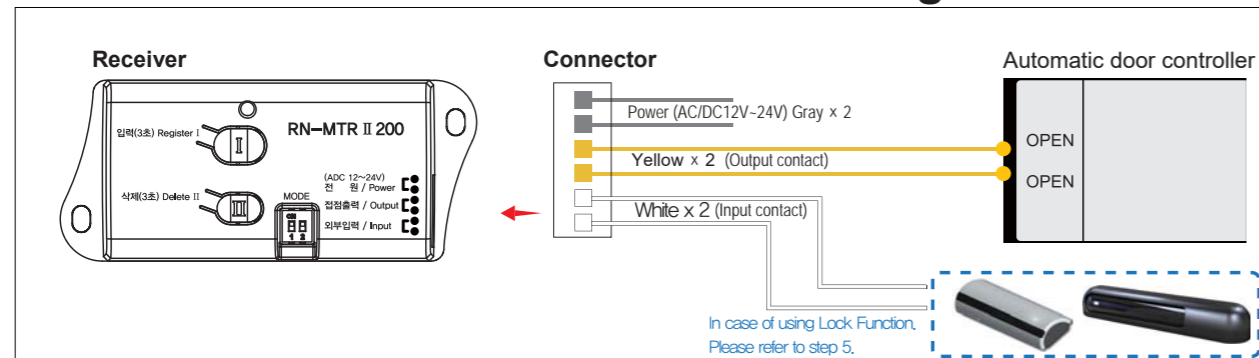 Receiver
입력(3초) Register I
I
RN-MTR II 200
삭제(3초) Delete II
II
MODE
ON
1 2
(ADC 12~24V)
전 원 / Power
접점출력 / Output
외부입력 / Input
Connector
Power (AC/DC12V~24V) Gray × 2
Yellow × 2 (Output contact)
White x 2 (Input contact)
In case of using Lock Function,
Please refer to step 5.
Automatic door controller
OPEN
OPEN